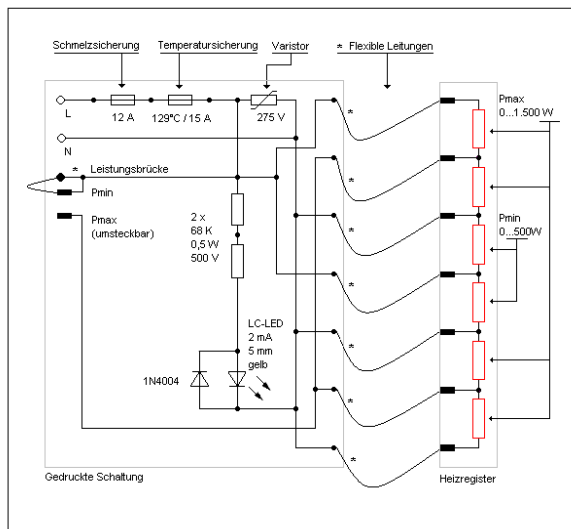 Schmelzsicherung
Temperatursicherung
Varistor
* Flexible Leitungen
L
12 A
129°C / 15 A
275 V
N
* Leistungsbrücke
Pmin
Pmax
(umsteckbar)
2 x
68 K
0,5 W
500 V
LC-LED
2 mA
5 mm
gelb
1N4004
*
*
*
*
*
*
*
Pmax
0...1.500 W
Pmin
0...500W
Gedruckte Schaltung
Heizregister